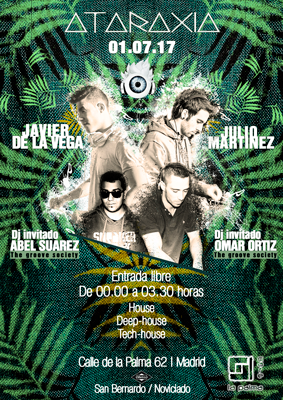 ATARAXIA
01.07.17
JAVIER
DE LA VEGA
JULIO
MARTINEZ
Dj invitado
ABEL SUAREZ
The groove society
Dj invitado
OMAR ORTIZ
The groove society
Entrada libre
De 00.00 a 03.30 horas
House
Deep-house
Tech-house
Calle de la Palma 62 | Madrid
San Bernardo / Noviciado
la palma